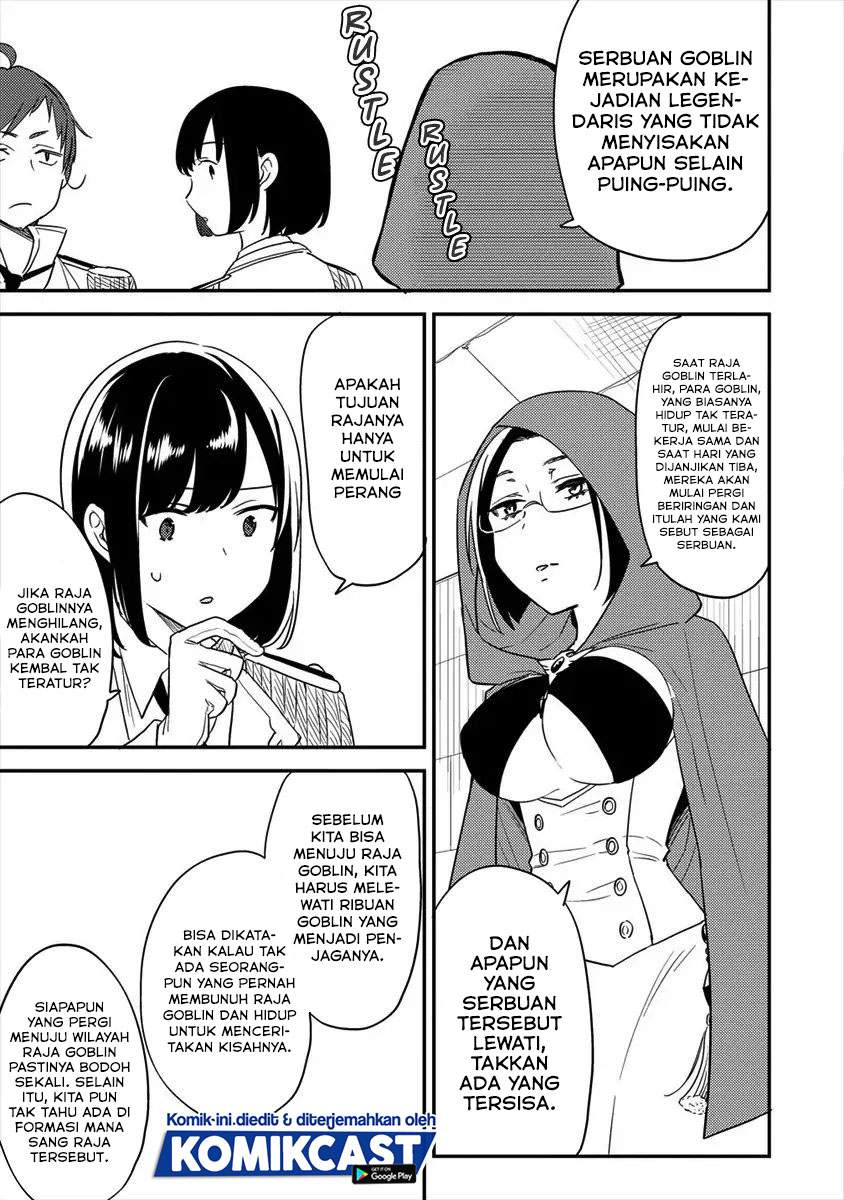 SERBUAN GOBLIN
MERUPAKAN KE-
JADIAN LEGEN-
DARIS YANG TIDAK
MENYISAKAN
APAPUN SELAIN
PUING-PUING.
RUSTLE
RUSTLE
RUSTLE
RUSTLE
SAAT RAJA
GOBLIN TERLA-
HIR, PARA GOBLIN,
YANG BIASANYA
HIDUP TAK TERA-
TUR, MULAI BE-
KERJA SAMA DAN
SAAT HARI YANG
DIJANJIKAN TIBA,
MEREKA AKAN
MULAI PERGI
BERIRINGAN DAN
ITULAH YANG KAMI
SEBUT SEBAGAI
SERBUAN.
DAN
APAPUN
YANG
SERBUAN
TERSEBUT
LEWATI,
TAKKAN
ADA YANG
TERSISA.
APAKAH
TUJUAN
RAJANYA
HANYA
UNTUK
MEMULAI
PERANG
JIKA RAJA
GOBLINNYA
MENGHILANG,
AKANKAH
PARA GOBLIN
KEMBAL TAK
TERATUR?
SEBELUM
KITA BISA
MENUJU RAJA
GOBLIN, KITA
HARUS MELE-
WATI RIBUAN
GOBLIN YANG
MENJADI PEN-
JAGANYA.
BISA DIKATA-
KAN KALAU TAK
ADA SEORANG-
PUN YANG PERNAH
MEMBUNUH RAJA
GOBLIN DAN HIDUP
UNTUK MENCERI-
TAKAN KISAHNYA.
SIAPAPUN
YANG PERGI
MENUJU WILAYAH
RAJA GOBLIN
PASTINYA BODOH
SEKALI. SELAIN
ITU, KITA PUN
TAK TAHU ADA DI
FORMASI MANA
SANG RAJA
TERSEBUT.
Komik-ini.diedit & diterjemahkan oleh
KOMIKCAST
GET IT ON
Google Play